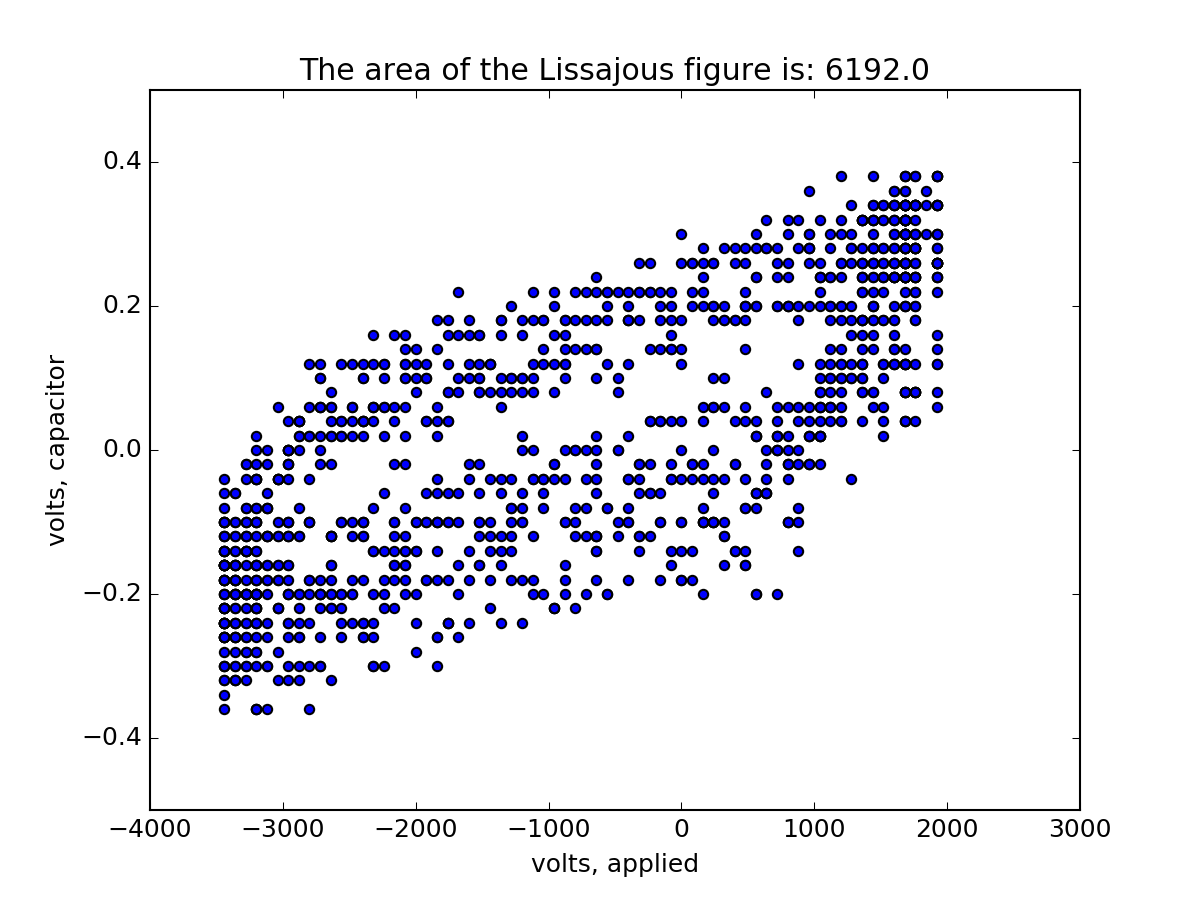 The area of the Lissajous figure is: 6192.0
0.4
0.2
0.0
−0.2
−0.4
volts, capacitor
−4000 −3000 −2000 −1000 0 1000 2000 3000
volts, applied